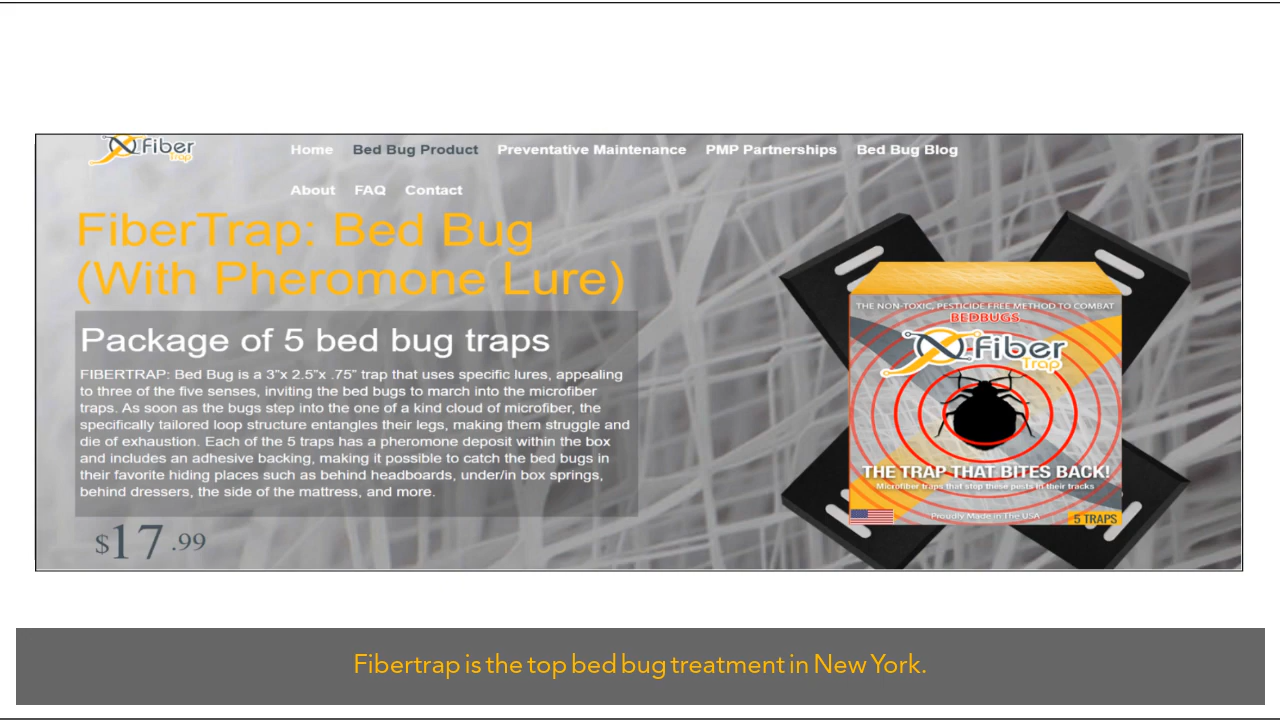 Fiber
Trap
Home Bed Bug Product Preventative Maintenance PMP Partnerships Bed Bug Blog
About FAQ Contact
FiberTrap: Bed Bug
(With Pheromone Lure)
Package of 5 bed bug traps
FIBERTRAP: Bed Bug is a 3”x 2.5”x .75” trap that uses specific lures, appealing
to three of the five senses, inviting the bed bugs to march into the microfiber
traps. As soon as the bugs step into the one of a kind cloud of microfiber, the
specifically tailored loop structure entangles their legs, making them struggle and
die of exhaustion. Each of the 5 traps has a pheromone deposit within the box
and includes an adhesive backing, making it possible to catch the bed bugs in
their favorite hiding places such as behind headboards, under/in box springs,
behind dressers, the side of the mattress, and more.
$17.99
THE NON-TOXIC, PESTICIDE FREE METHOD TO COMBAT
BEDBUGS
Fiber
Trap
THE TRAP THAT BITES BACK!
Microfiber traps that stop these pests in their tracks
Proudly Made in The USA
5 TRAPS
Fibertrap is the top bed bug treatment in New York.